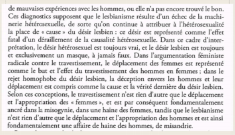 de mauvaises expériences avec les hommes, ou elle n'a pas encore trouvé le bon.
Ces diagnostics supposent que le lesbianisme résulte d'un échec de la machi-
nerie hétérosexuelle, de sorte qu'on continue à attribuer à l'hétérosexualité
la place de « cause » du désir lesbien : ce désir est représenté comme l'effet
fatal d'un déraillement de la causalité hétérosexuelle. Dans ce cadre d'inter-
prétation, le désir hétérosexuel est toujours vrai, et le désir lesbien est toujours
et exclusivement un masque, à jamais faux. Dans l'argumentation féministe
radicale contre le travestissement, le déplacement des femmes est représenté
comme le but et l'effet du travestissement des hommes en femmes ; dans le
rejet homophobe du désir lesbien, la déception envers les hommes et leur
déplacement est compris comme la cause et la vérité dernière du désir lesbien.
Selon ces conceptions, le travestissement n'est rien d'autre que le déplacement
et l'appropriation des « femmes », et est par conséquent fondamentalement
ancré dans la misogynie, dans une haine des femmes, tandis que le lesbianisme
n'est rien d'autre que le déplacement et l'appropriation des hommes et est ainsi
fondamentalement une affaire de haine des hommes, de misandrie.